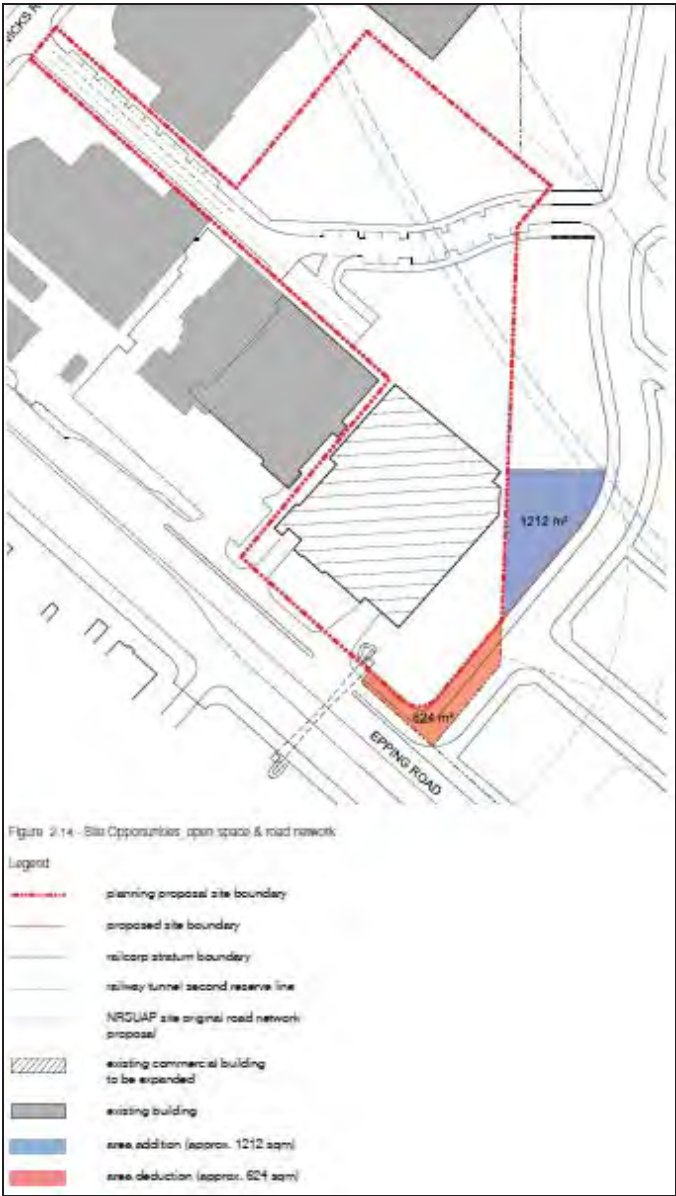 WICKS R
1212 m²
624 m²
EPPING ROAD
Figure 2.14 - Site Opportunities_open space & road network
Legend
planning proposal site boundary
proposed site boundary
railcorp stratum boundary
railway tunnel second reserve line
NRSUAP site original road network
proposal
existing commercial building
to be expanded
existing building
area addition (approx. 1212 sqm)
area deduction (approx. 624 sqm)